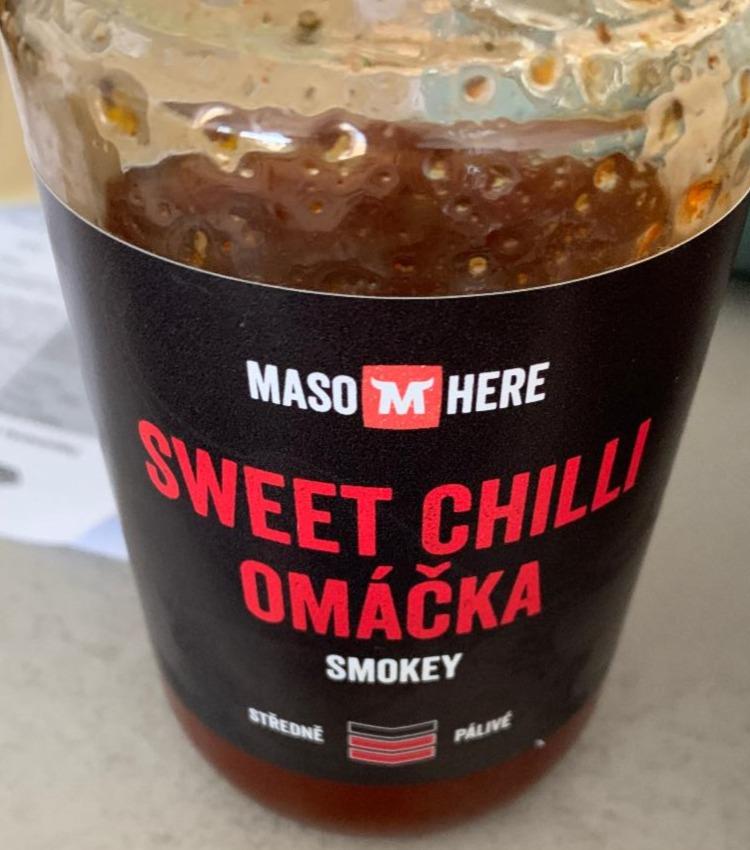 MASO M HERE
SWEET CHILLI
OMÁČKA
SMOKEY
STŘEDNĚ PÁLIVÉ